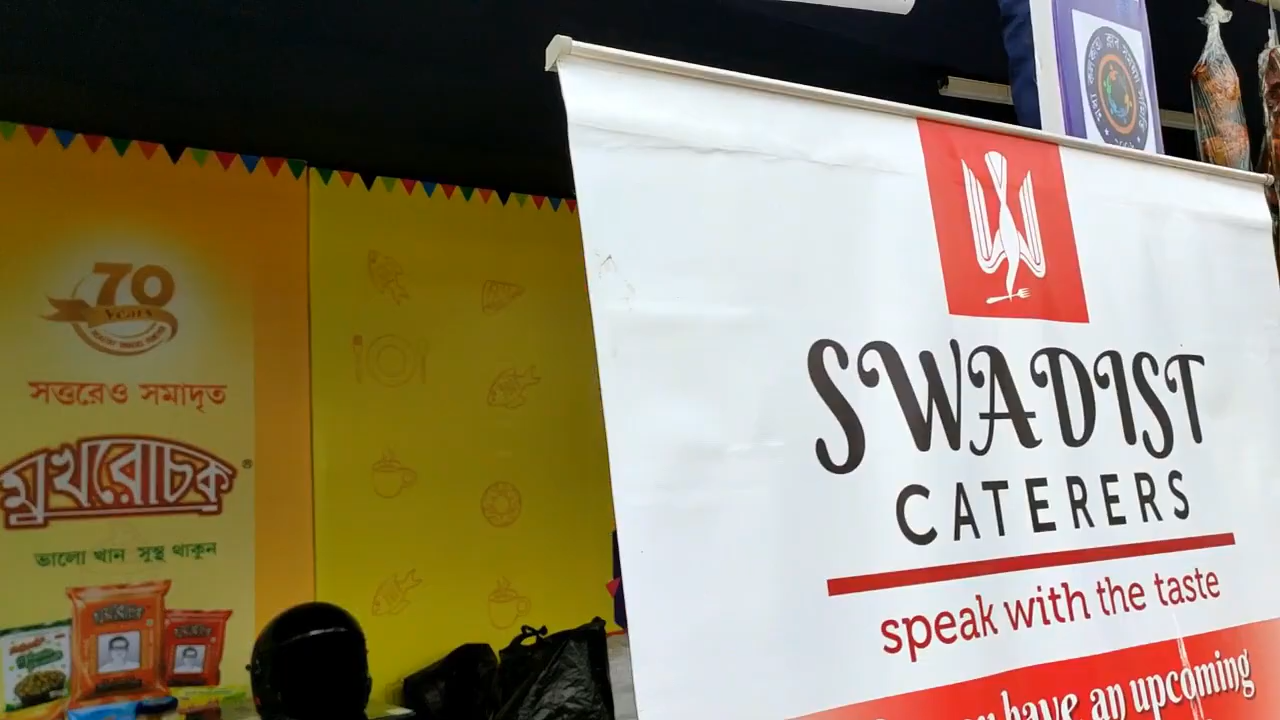 70
Years
সত্তরেও সমাদৃত
মুখরোচক®
ভালো খান সুস্থ থাকুন
SWADIST
CATERERS
speak with the taste
have an upcoming